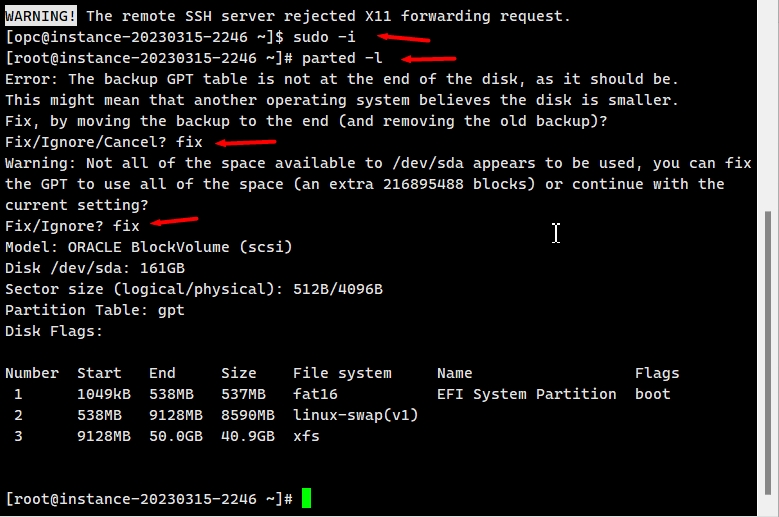 WARNING! The remote SSH server rejected X11 forwarding request.
[opc@instance-20230315-2246 ~]$ sudo -i
[root@instance-20230315-2246 ~]# parted -l
Error: The backup GPT table is not at the end of the disk, as it should be.
This might mean that another operating system believes the disk is smaller.
Fix, by moving the backup to the end (and removing the old backup)?
Fix/Ignore/Cancel? fix
Warning: Not all of the space available to /dev/sda appears to be used, you can fix
the GPT to use all of the space (an extra 216895488 blocks) or continue with the
current setting?
Fix/Ignore? fix
Model: ORACLE BlockVolume (scsi)
Disk /dev/sda: 161GB
Sector size (logical/physical): 512B/4096B
Partition Table: gpt
Disk Flags:
Number  Start   End     Size    File system     Name                  Flags
 1      1049kB  538MB   537MB   fat16           EFI System Partition  boot
 2      538MB   9128MB  8590MB  linux-swap(v1)
 3      9128MB  50.0GB  40.9GB  xfs
[root@instance-20230315-2246 ~]#